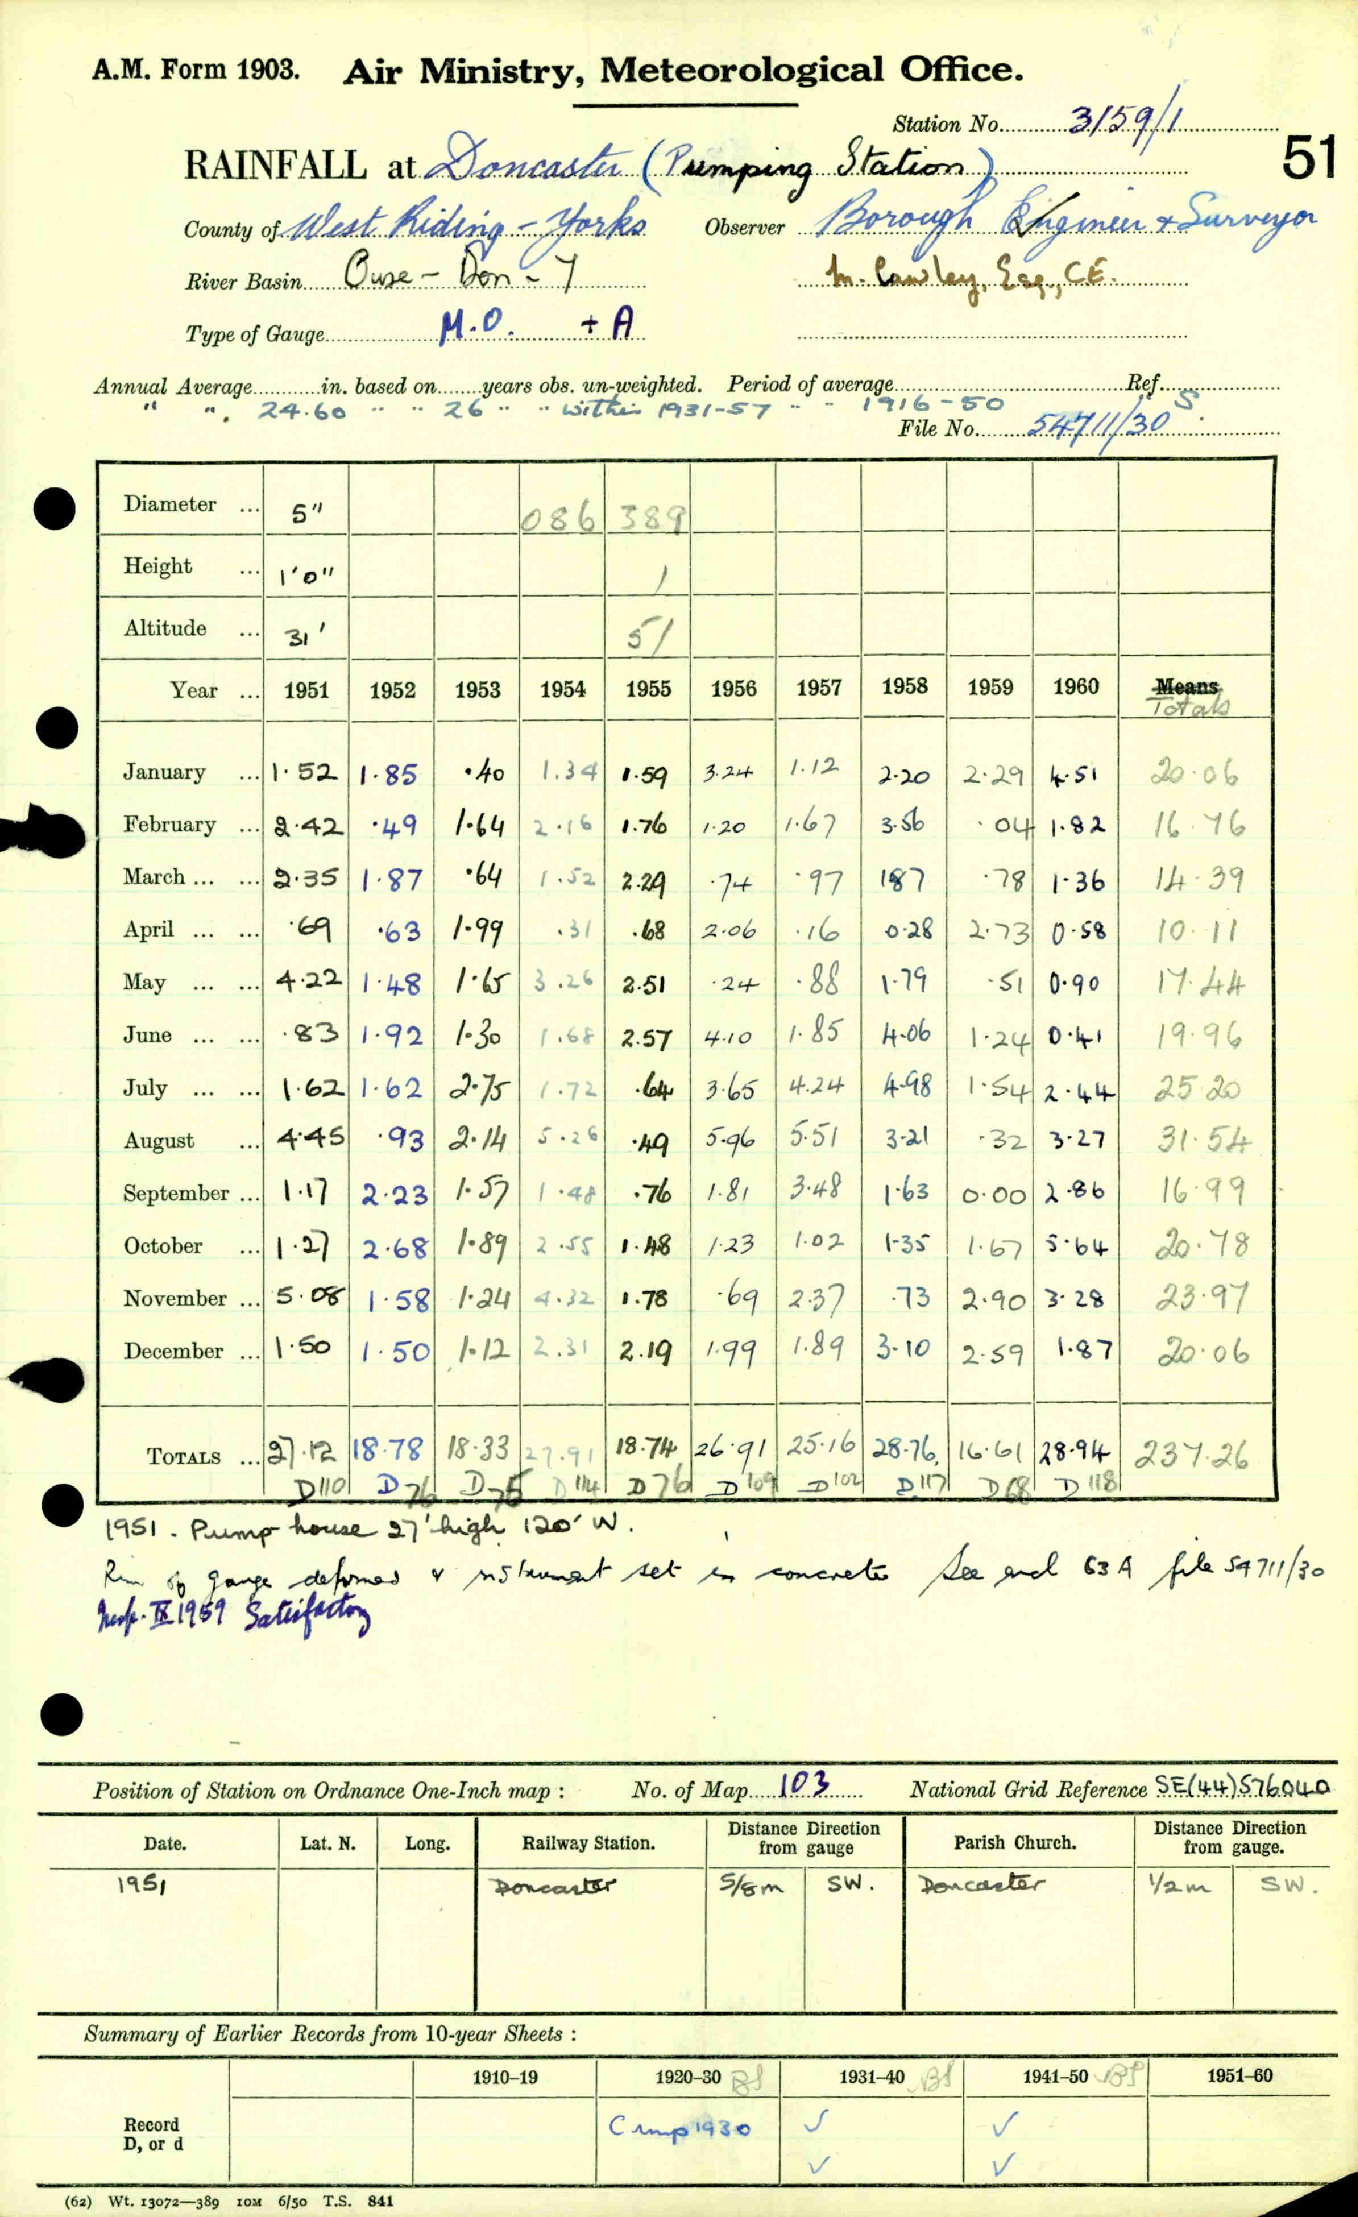 A.M. Form 1903. Air Ministry, Meteorological Office.
Station No. 3159/1
51
RAINFALL at Doncaster (Pumping Station)
County of West Riding - Yorks Observer Borough Engineer & Surveyor
River Basin Ouse - Don - 7 M. Cawley, Esq., C.E.
Type of Gauge M.O. + A
Annual Average in. based on years obs. un-weighted. Period of average Ref. S
" " 24.60 " " 26 " " within 1931-57 " " 1916-50 S.
File No. 54711/30
Diameter ... 5" 086 389
Height ... 1'0" 1
Altitude ... 31' 51
Year ... 1951 1952 1953 1954 1955 1956 1957 1958 1959 1960 Means
Totals
January ... 1.52 1.85 .40 1.34 1.59 3.24 1.12 2.20 2.29 4.51 20.06
February ... 2.42 .49 1.64 2.16 1.76 1.20 1.67 3.56 .04 1.82 16.76
March ... ... 2.35 1.87 .64 1.52 2.29 .74 .97 187 .78 1.36 14.39
April ... ... .69 .63 1.99 .31 .68 2.06 .16 0.28 2.73 0.58 10.11
May ... ... 4.22 1.48 1.65 3.26 2.51 .24 .88 1.79 .51 0.90 17.44
June ... ... .83 1.92 1.30 1.68 2.57 4.10 1.85 4.06 1.24 0.41 19.96
July ... ... 1.62 1.62 2.75 1.72 .64 3.65 4.24 4.98 1.54 2.44 25.20
August ... 4.45 .93 2.14 5.26 .49 5.96 5.51 3.21 .32 3.27 31.54
September ... 1.17 2.23 1.57 1.48 .76 1.81 3.48 1.63 0.00 2.86 16.99
October ... 1.27 2.68 1.89 2.55 1.48 1.23 1.02 1.35 1.67 5.64 20.78
November ... 5.08 1.58 1.24 4.32 1.78 .69 2.37 .73 2.90 3.28 23.97
December ... 1.50 1.50 1.12 2.31 2.19 1.99 1.89 3.10 2.59 1.87 20.06
TOTALS ... 27.12 18.78 18.33 27.91 18.74 26.91 25.16 28.76. 16.61 28.94 237.26
D110 D76 D75 D114 D76 D109 D102 D117 D68 D118
1951. Pump house 27' high 120' W.
Rim of gauge deformed & instrument set in concrete See encl 63A file 54711/30
Insp. IX 1959 Satisfactory
Position of Station on Ordnance One-Inch map : No. of Map 103 National Grid Reference SE(44)576040
Date. Lat. N. Long. Railway Station. Distance from Direction gauge Parish Church. Distance from Direction gauge.
1951 Doncaster 5/8m SW. Doncaster 1/2m SW.
Summary of Earlier Records from 10-year Sheets :
1910-19 1920-30 1931-40 1941-50 1951-60
Record C 1930 ✓ ✓
D, or d ✓ ✓
(62) Wt. 13072—389 10M 6/50 T.S. 841